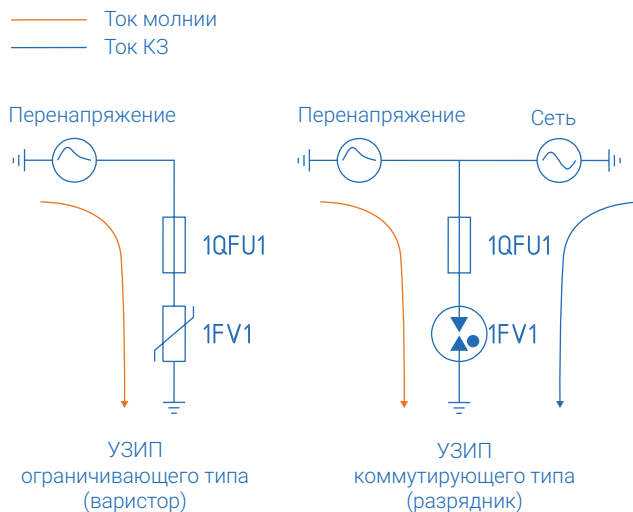 Ток молнии
Ток КЗ
Перенапряжение
Перенапряжение
Сеть
1QFU1
1QFU1
1FV1
1FV1
УЗИП
ограничивающего типа
(варистор)
УЗИП
коммутирующего типа
(разрядник)